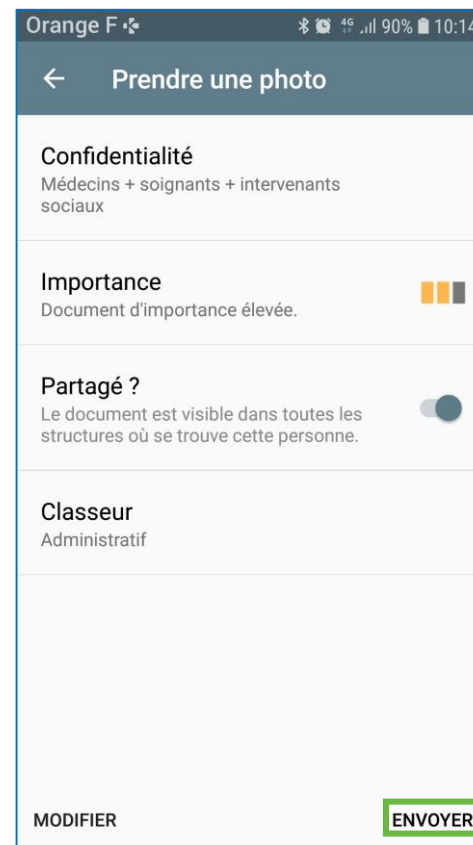 Orange F 4G 90% 10:14
Prendre une photo
Confidentialité
Médecins + soignants + intervenants
sociaux
Importance
Document d'importance élevée.
Partagé ?
Le document est visible dans toutes les
structures où se trouve cette personne.
Classeur
Administratif
MODIFIER ENVOYER